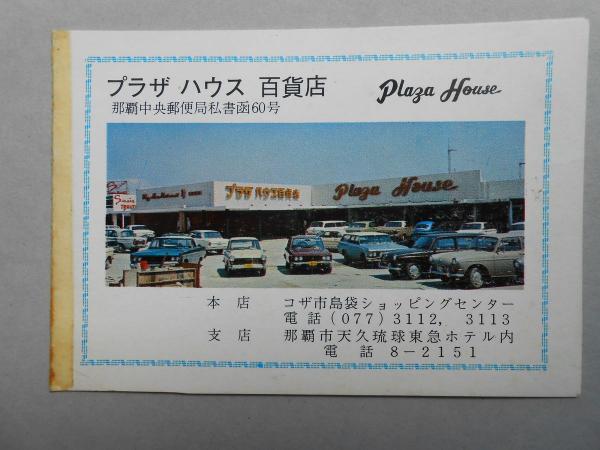 プラザ ハウス 百貨店
Plaza House
那覇中央郵便局私書函60号
プラザ ハウス百貨店
Plaza House
本 店 コザ市島袋ショッピングセンター
電 話 (077) 3112, 3113
支 店 那覇市天久琉球東急ホテル内
電 話 8-2151